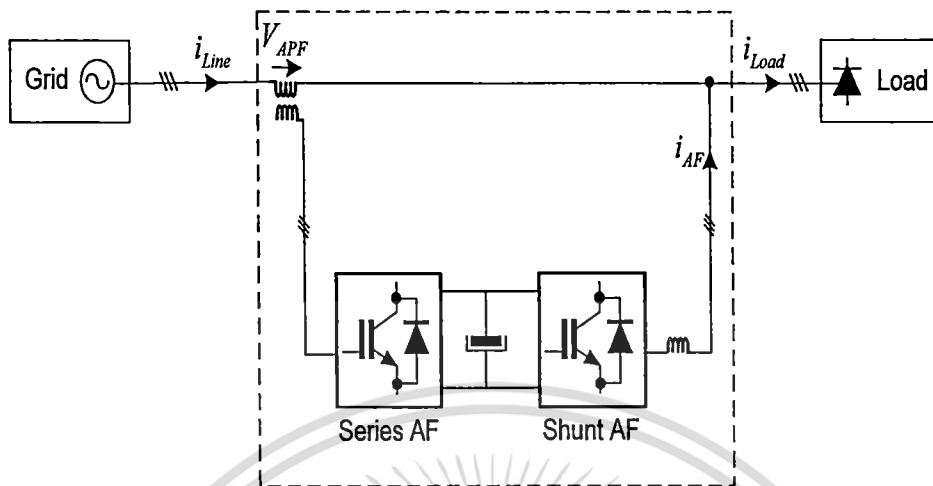 V_APF
i_Line
i_Load
Grid
Load
i_AF
Series AF
Shunt AF